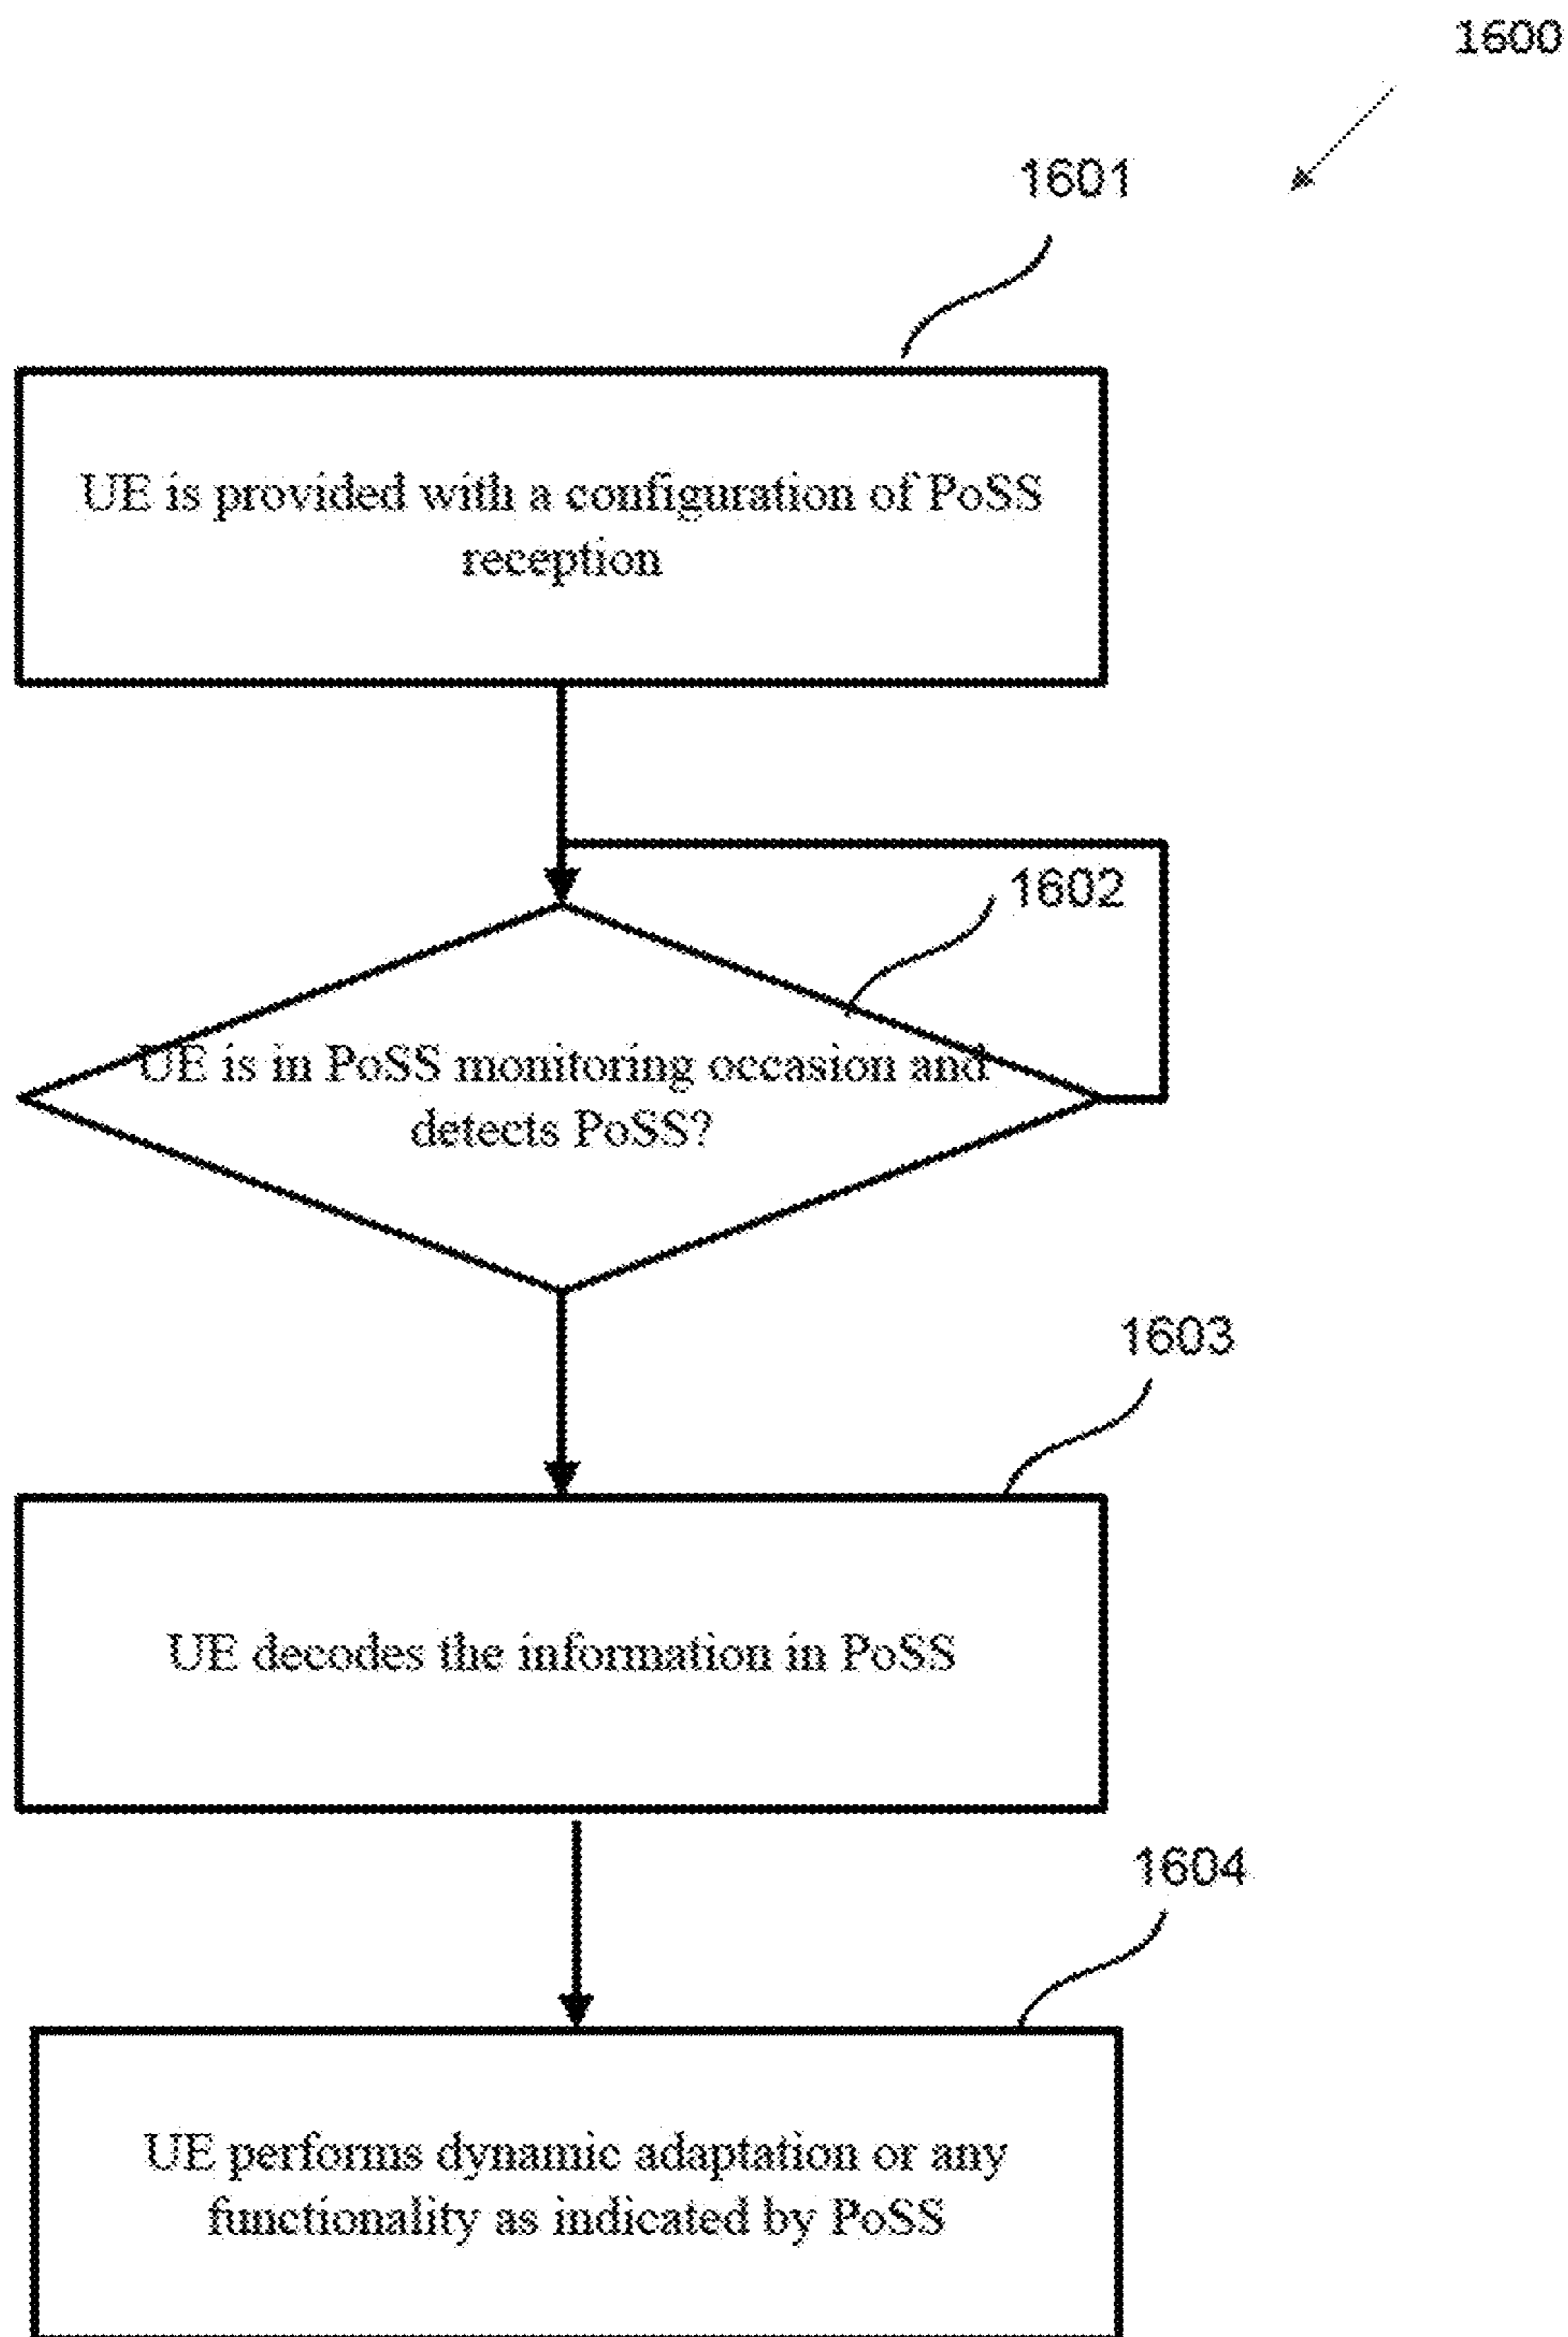 1600
1601
UE is provided with a configuration of PoSS
reception
1602
UE is in PoSS monitoring occasion and
detects PoSS?
1603
UE decodes the information in PoSS
1604
UE performs dynamic adaptation or any
functionality as indicated by PoSS